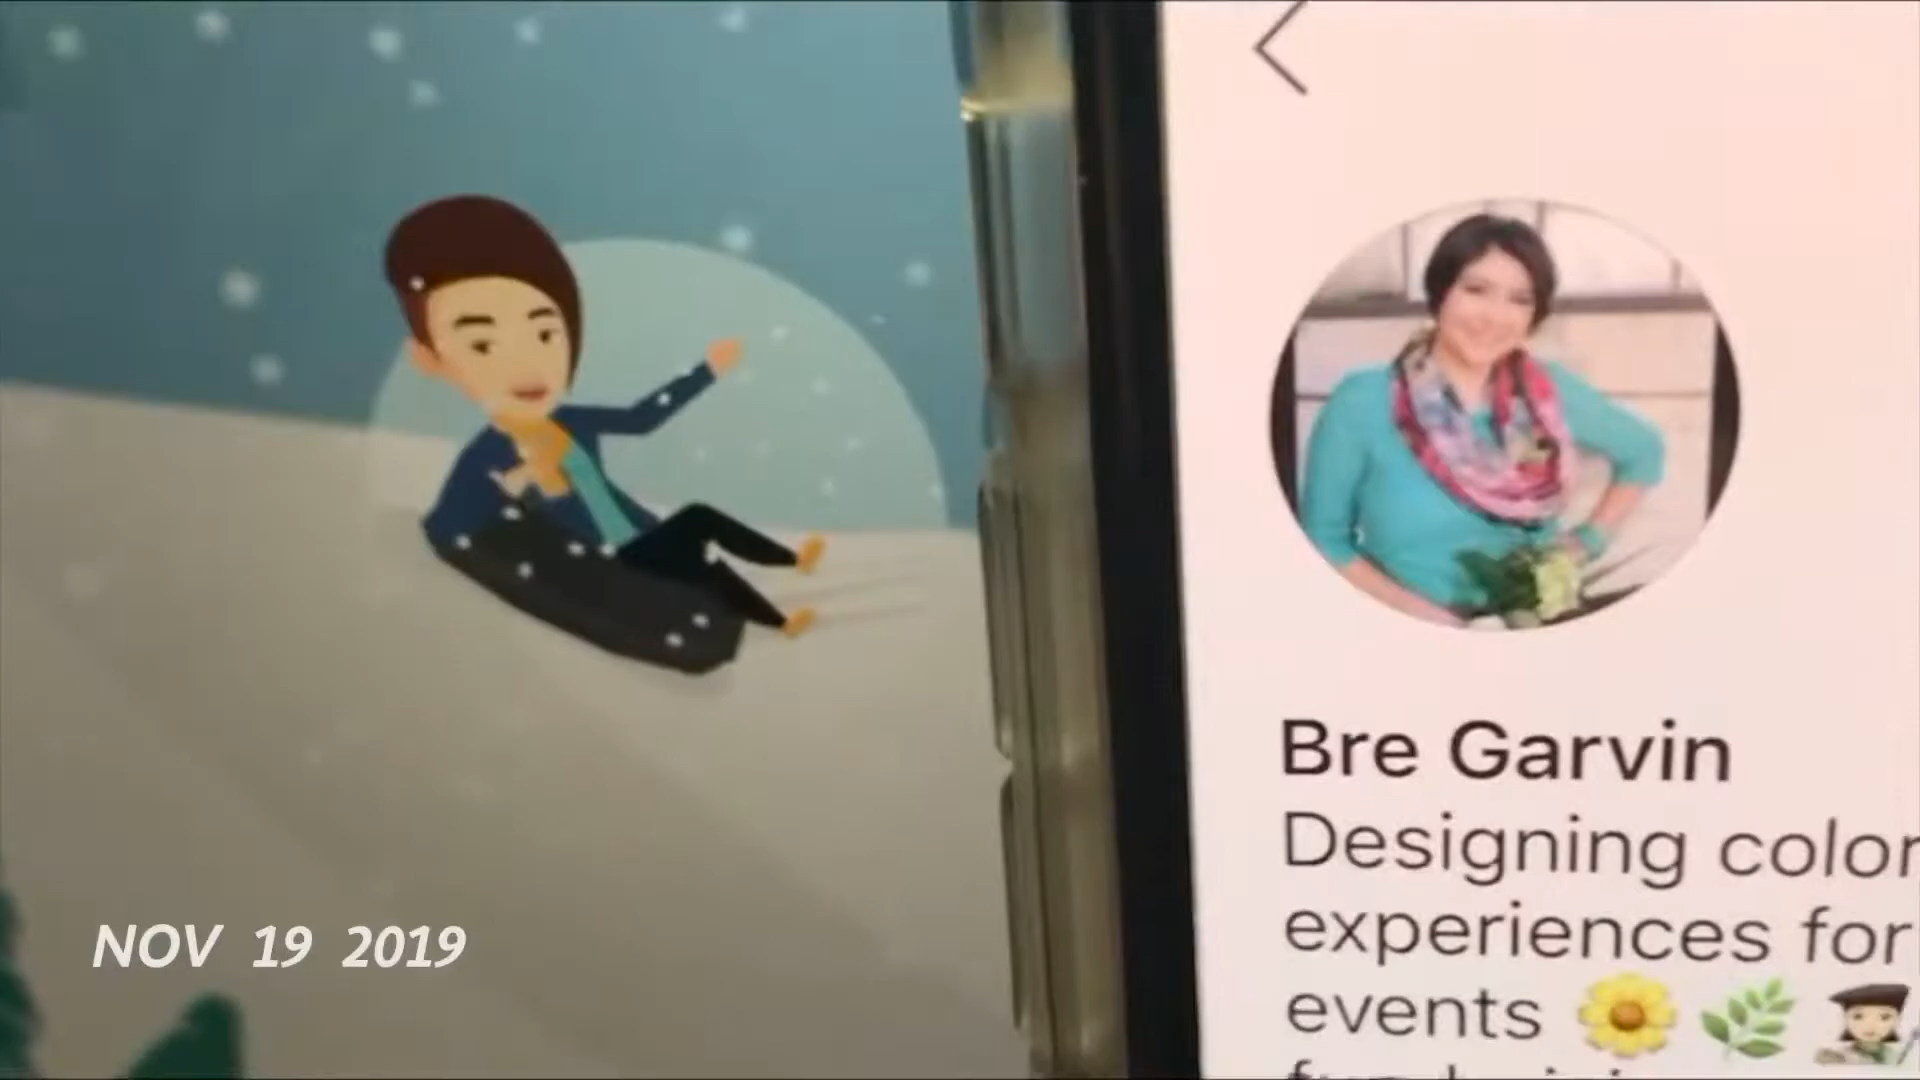 Bre Garvin
Designing color
experiences for
events
NOV 19 2019